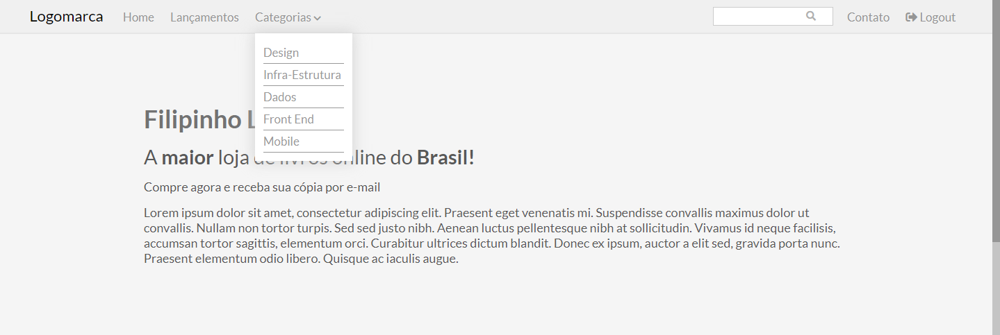 Logomarca Home Lançamentos Categorias Contato Logout
Design
Infra-Estrutura
Dados
Front End
Mobile
Filipinho
A maior loja de livros online do Brasil!
Compre agora e receba sua cópia por e-mail
Lorem ipsum dolor sit amet, consectetur adipiscing elit. Praesent eget venenatis mi. Suspendisse convallis maximus dolor ut
convallis. Nullam non tortor turpis. Sed sed justo nibh. Aenean luctus pellentesque nibh at sollicitudin. Vivamus id neque facilisis,
accumsan tortor sagittis, elementum orci. Curabitur ultrices dictum blandit. Donec ex ipsum, auctor a elit sed, gravida porta nunc.
Praesent elementum odio libero. Quisque ac iaculis augue.